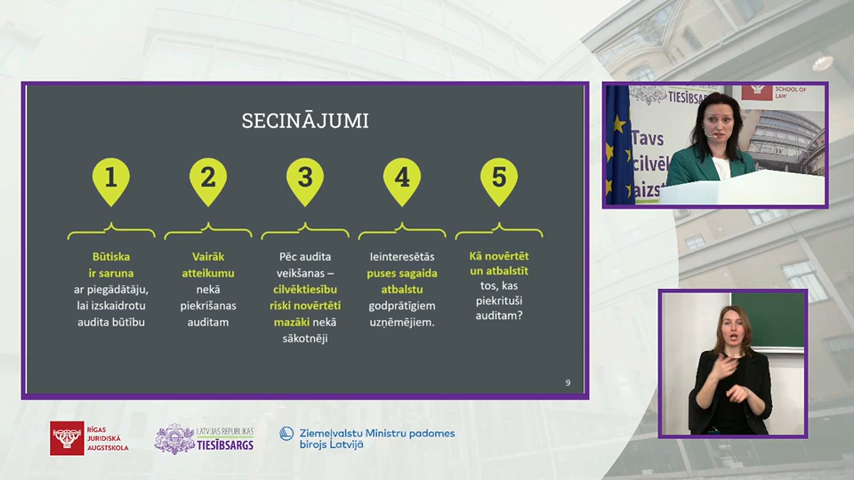 SECINĀJUMI
1
Būtiska
ir saruna
ar piegādātāju,
lai izskaidrotu
audita būtību
2
Vairāk
atteikumu
nekā
piekrišanas
auditam
3
Pēc audita
veikšanas –
cilvēktiesību
riski novērtēti
mazāki nekā
sākotnēji
4
Ieinteresētās
puses sagaida
atbalstu
godprātīgiem
uzņēmējiem.
5
Kā novērtēt
un atbalstīt
tos, kas
piekrituši
auditam?
9
TIESĪBSARGS
SCHOOL OF
LAW
Tavs
cilvēk
aizst
RĪGAS
JURIDISKĀ
AUGSTSKOLA
LATVIJAS REPUBLIKAS
TIESĪBSARGS
Ziemeļvalstu Ministru padomes
birojs Latvijā